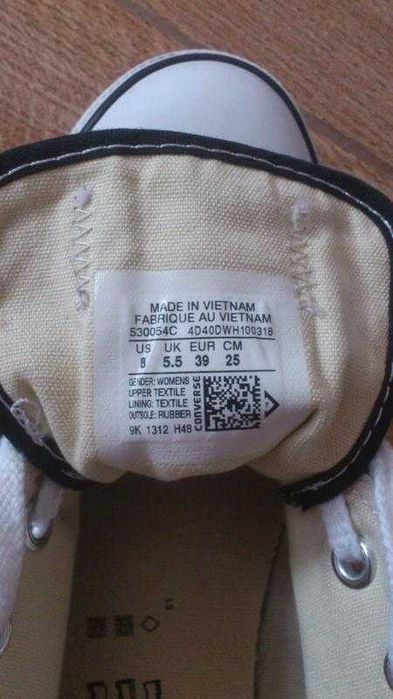 MADE IN VIETNAM
FABRIQUE AU VIETNAM
530054C 4D40DWH100318
US UK EUR CM
8 5.5 39 25
GENDER: WOMENS
UPPER TEXTILE
LINING: TEXTILE
OUTSOLE: RUBBER
CONVERSE
9K 1312 H48